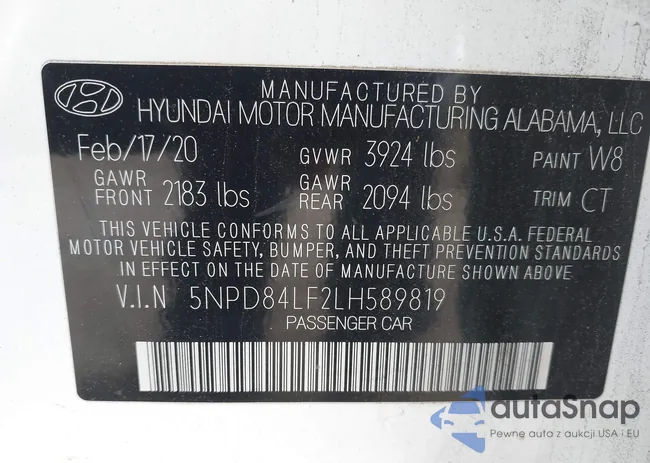 MANUFACTURED BY
HYUNDAI MOTOR MANUFACTURING ALABAMA, LLC
Feb/17/20 GVWR 3924 lbs PAINT W8
GAWR FRONT 2183 lbs GAWR REAR 2094 lbs TRIM CT
THIS VEHICLE CONFORMS TO ALL APPLICABLE U.S.A. FEDERAL
MOTOR VEHICLE SAFETY, BUMPER, AND THEFT PREVENTION STANDARDS
IN EFFECT ON THE DATE OF MANUFACTURE SHOWN ABOVE.
V.I.N 5NPD84LF2LH589819
PASSENGER CAR
autaSnap
Pewne auta z aukcji USA i EU